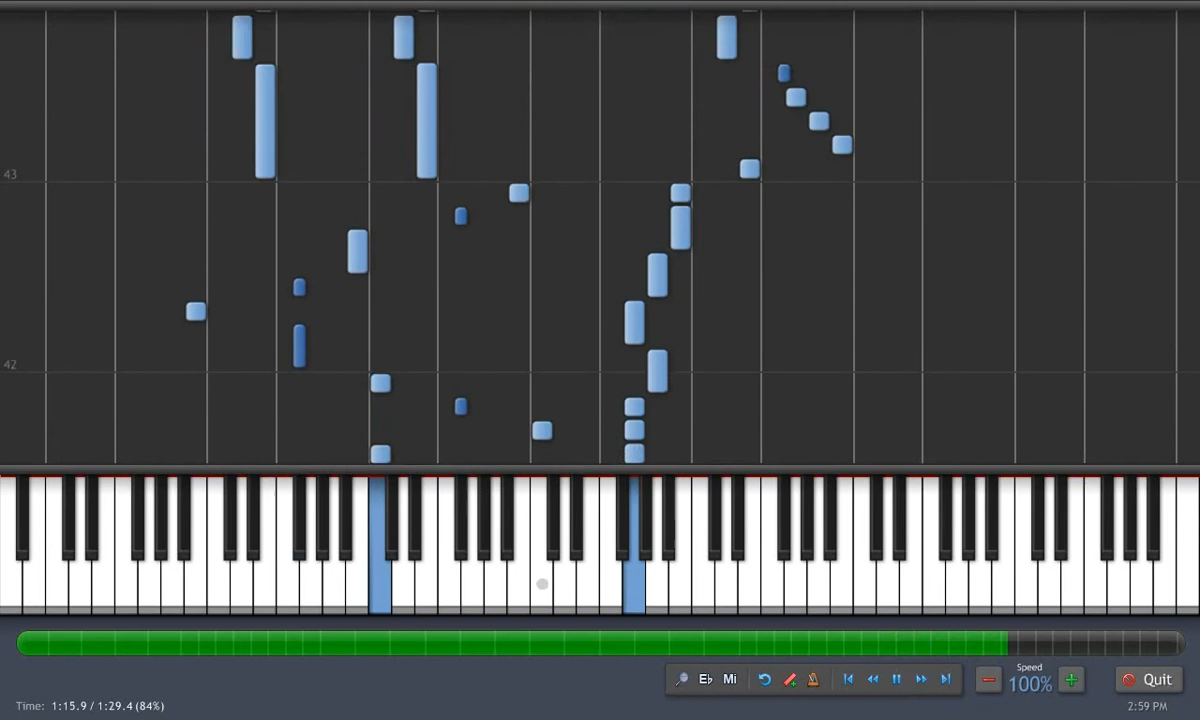 43
42
Speed
E♭ Mi
100%
Quit
Time: 1:15.9 / 1:29.4 (84%)
2:59 PM